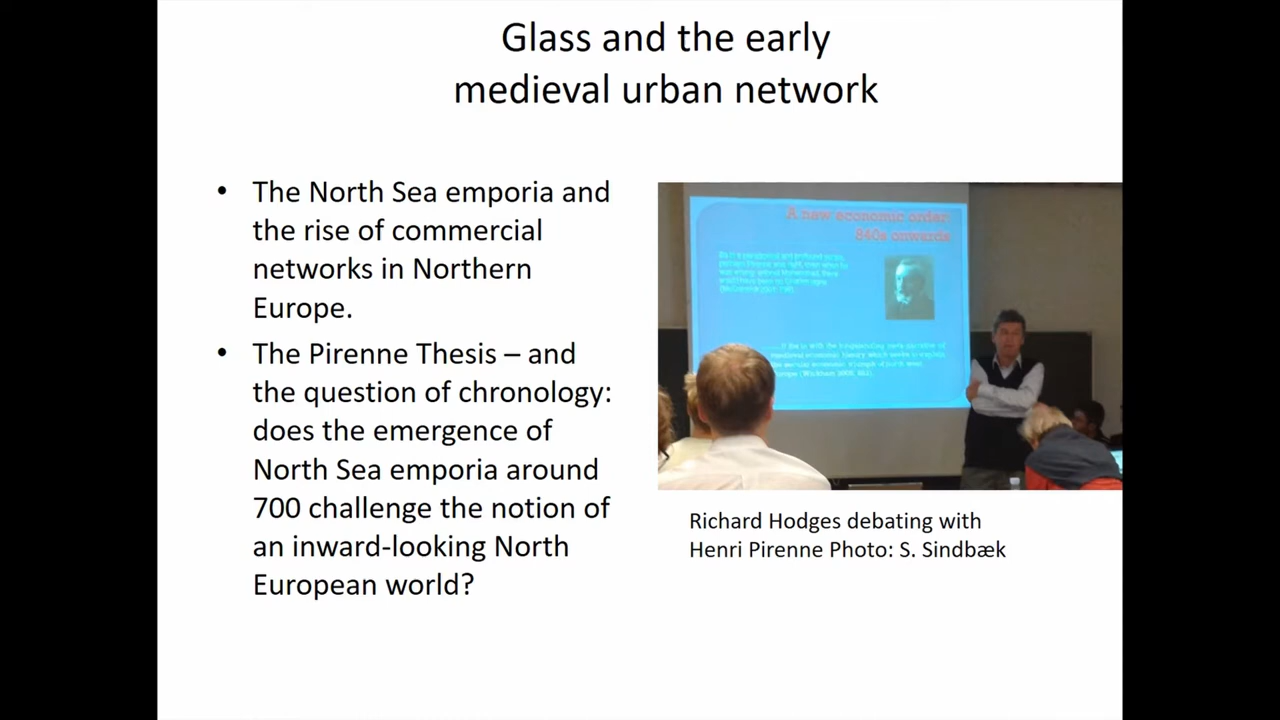 Glass and the early
medieval urban network
• The North Sea emporia and
the rise of commercial
networks in Northern
Europe.
• The Pirenne Thesis – and
the question of chronology:
does the emergence of
North Sea emporia around
700 challenge the notion of
an inward-looking North
European world?
A new economic order:
840s onwards
Richard Hodges debating with
Henri Pirenne Photo: S. Sindbæk